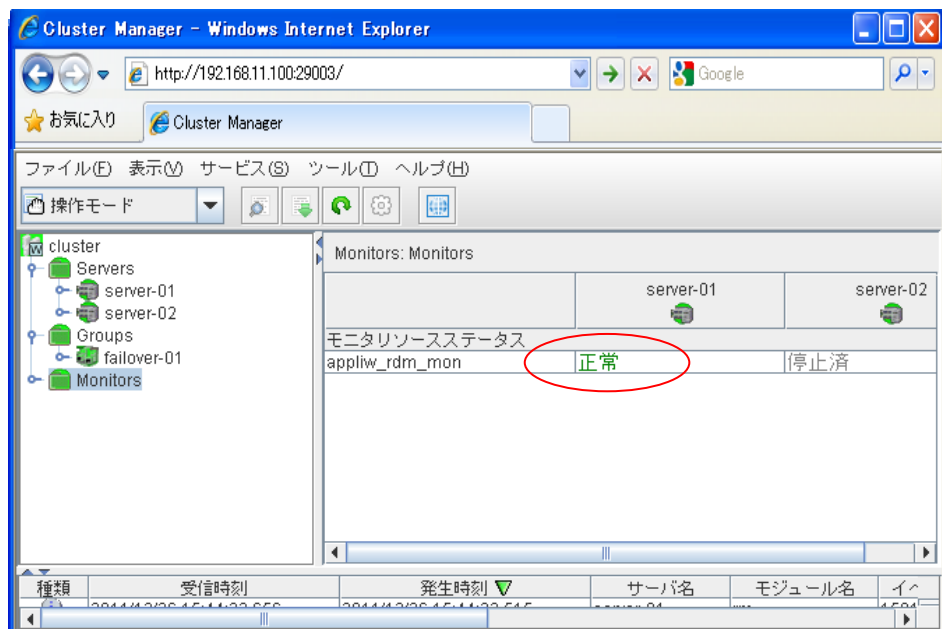 Cluster Manager - Windows Internet Explorer
http://192.168.11.100:29003/
Google
お気に入り
Cluster Manager
ファイル(F) 表示(V) サービス(S) ツール(T) ヘルプ(H)
操作モード
cluster
Servers
server-01
server-02
Groups
failover-01
Monitors
Monitors: Monitors
server-01 server-02
モニタリソースステータス
appliw_rdm_mon 正常 停止済
種類 受信時刻 発生時刻 サーバ名 モジュール名 イベ